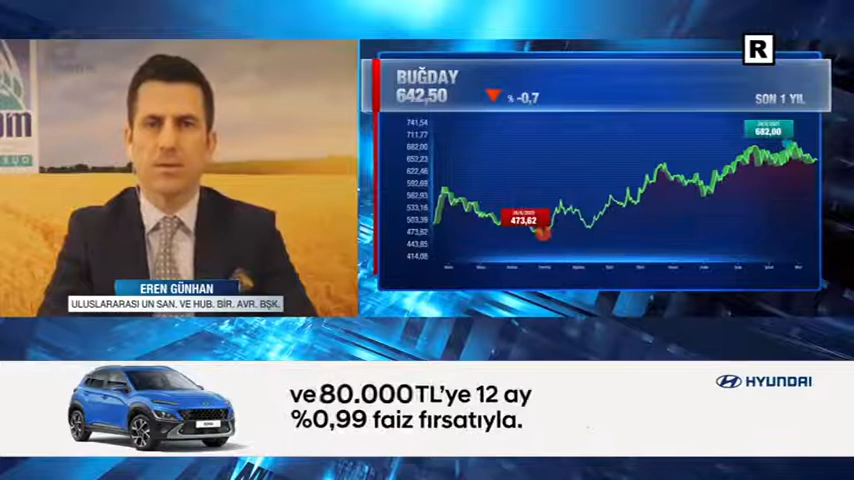 R
BUĞDAY
642,50
% -0,7
SON 1 YIL
741,54
711,77
682,00
652,23
622,46
592,69
562,93
533,16
503,39
473,62
443,85
414,08
682,00
473,62
EREN GÜNHAN
ULUSLARARASI UN SAN. VE HUB. BİR. AVR. BŞK.
ve 80.000 TL'ye 12 ay
%0,99 faiz fırsatıyla.
HYUNDAI